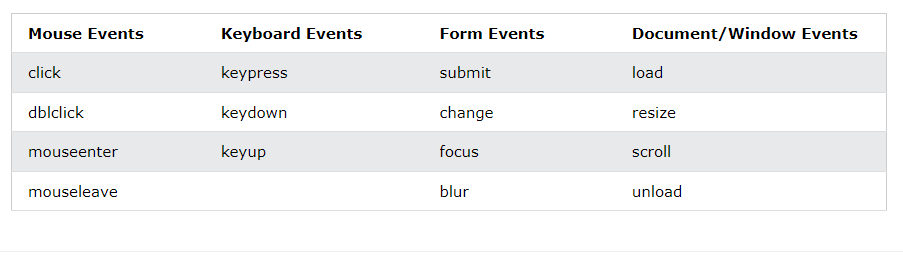 Mouse Events Keyboard Events Form Events Document/Window Events
click keypress submit load
dblclick keydown change resize
mouseenter keyup focus scroll
mouseleave blur unload